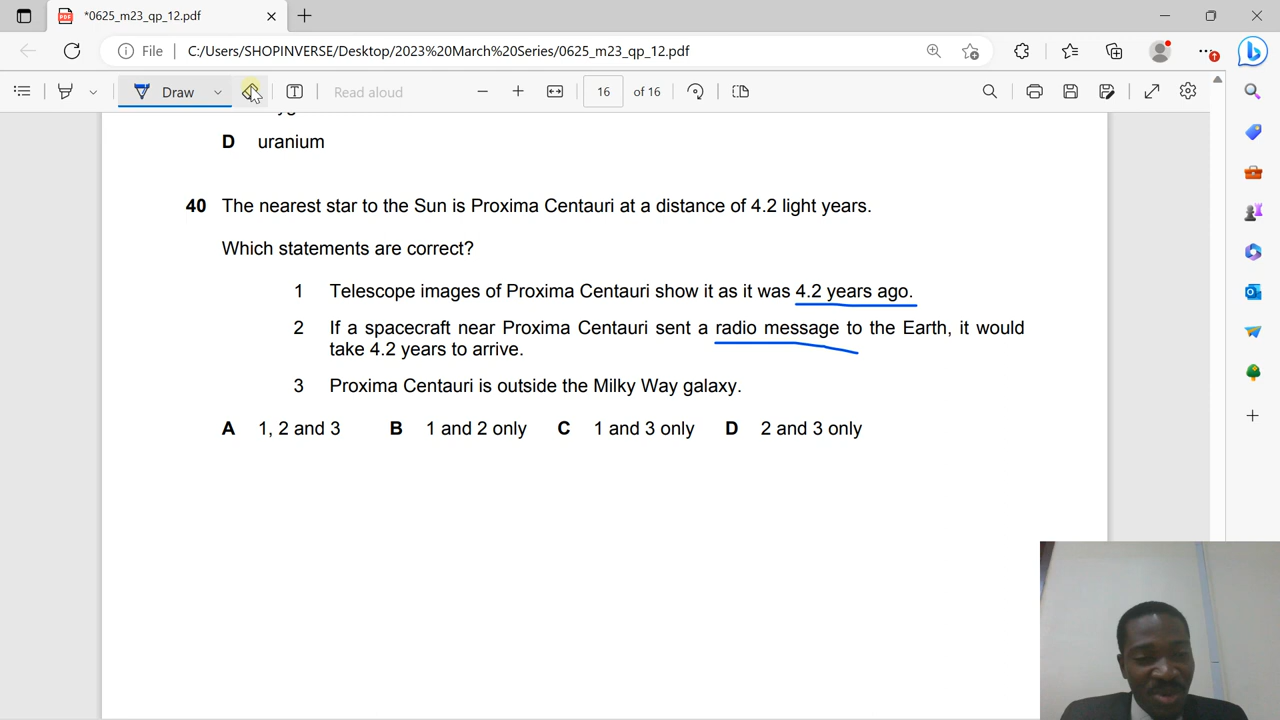 *0625_m23_qp_12.pdf
File C:/Users/SHOPINVERSE/Desktop/2023%20March%20Series/0625_m23_qp_12.pdf
Draw Read aloud 16 of 16
D uranium
40 The nearest star to the Sun is Proxima Centauri at a distance of 4.2 light years.
Which statements are correct?
1 Telescope images of Proxima Centauri show it as it was 4.2 years ago.
2 If a spacecraft near Proxima Centauri sent a radio message to the Earth, it would
take 4.2 years to arrive.
3 Proxima Centauri is outside the Milky Way galaxy.
A 1, 2 and 3 B 1 and 2 only C 1 and 3 only D 2 and 3 only